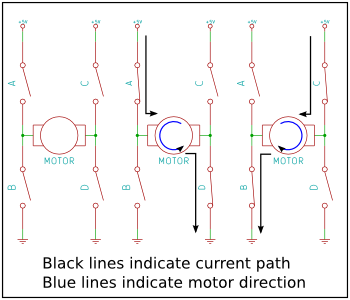 +5V +5V +5V +5V +5V +5V
A C A C A C
MOTOR MOTOR MOTOR
B D B D B D
Black lines indicate current path
Blue lines indicate motor direction